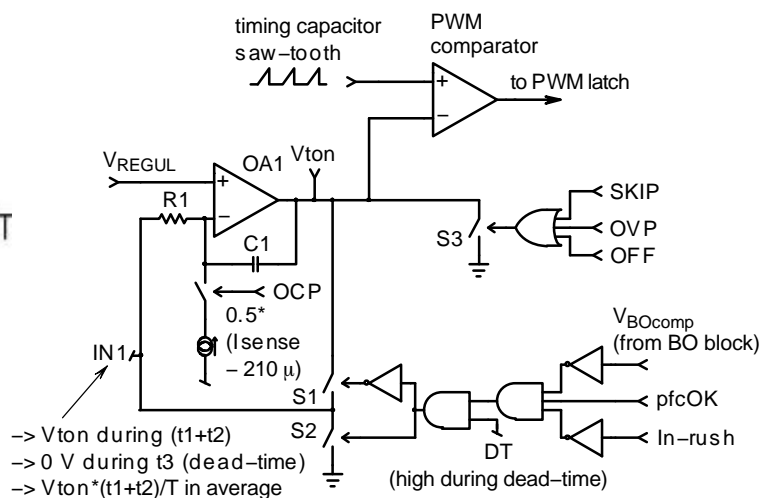 timing capacitor
saw−tooth
PWM
comparator
to PWM latch
+
−
VREGUL
OA1
Vton
+
−
R1
C1
T
SKIP
OVP
OFF
S3
OCP
0.5*
(Isense
− 210 μ)
IN1
VBOcomp
(from BO block)
pfcOK
In−rush
S1
S2
DT
(high during dead−time)
−> Vton during (t1+t2)
−> 0 V during t3 (dead−time)
−> Vton*(t1+t2)/T in average